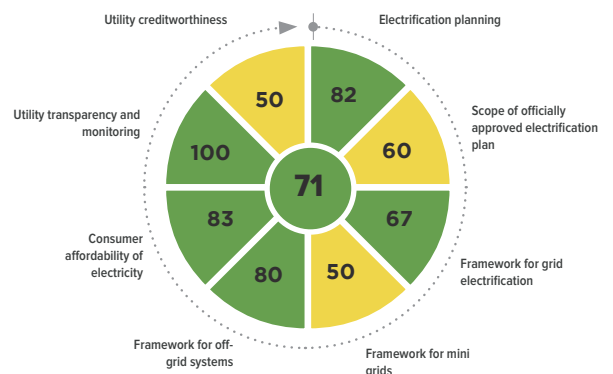 Utility creditworthiness
Electrification planning
50
82
Utility transparency and
monitoring
Scope of officially
approved electrification
plan
100
60
71
83
67
Consumer
affordability of
electricity
Framework for grid
electrification
80
50
Framework for off-
grid systems
Framework for mini
grids